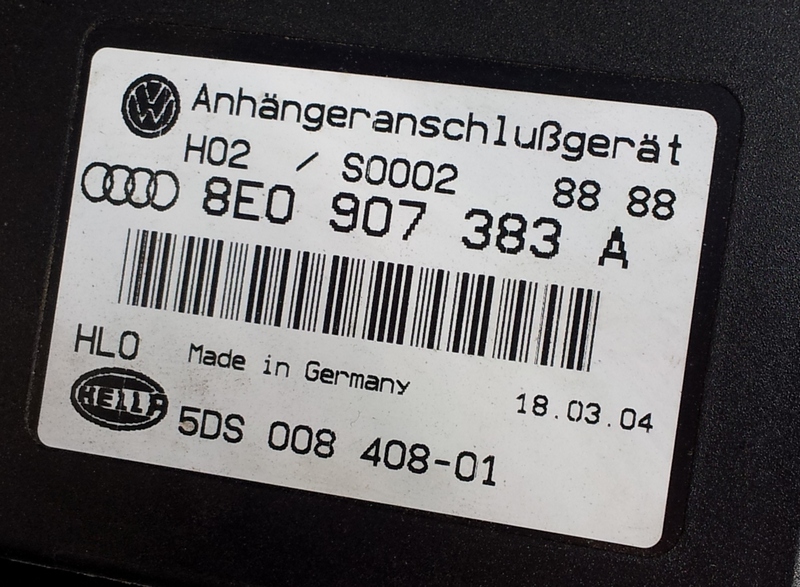 Anhängeranschlußgerät
H02 / S0002 88 88
8E0 907 383 A
HLO Made in Germany 18.03.04
HELLA 5DS 008 408-01